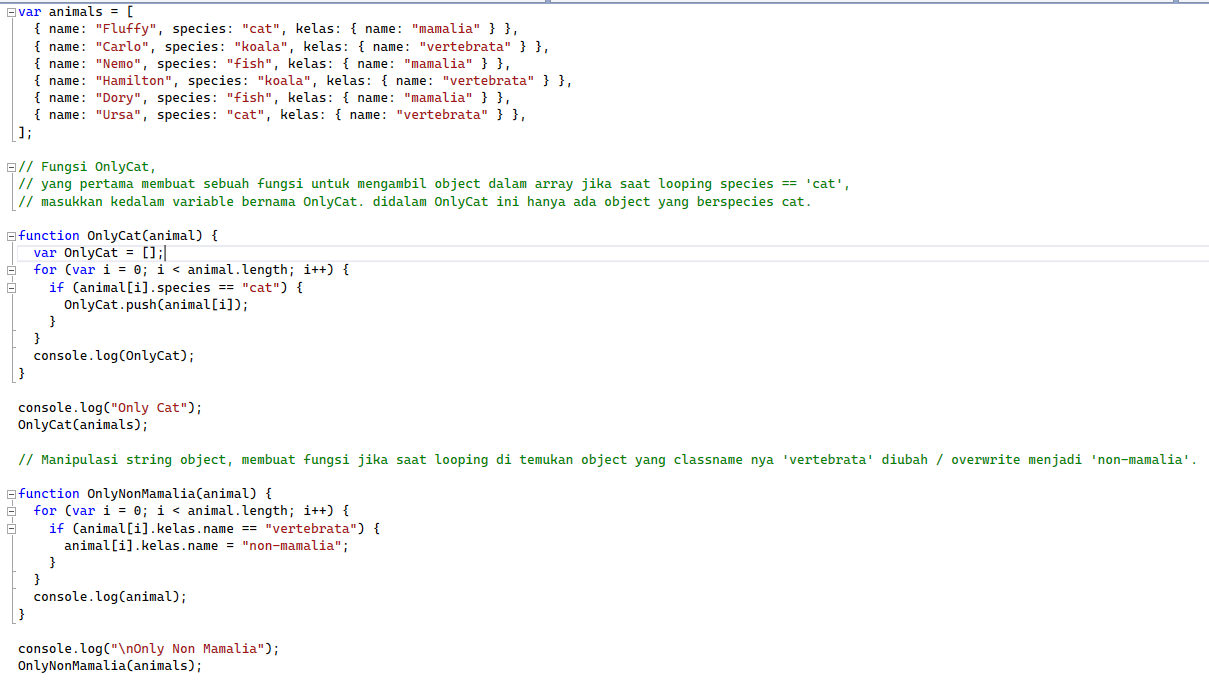 var animals = [
  { name: "Fluffy", species: "cat", kelas: { name: "mamalia" } },
  { name: "Carlo", species: "koala", kelas: { name: "vertebrata" } },
  { name: "Nemo", species: "fish", kelas: { name: "mamalia" } },
  { name: "Hamilton", species: "koala", kelas: { name: "vertebrata" } },
  { name: "Dory", species: "fish", kelas: { name: "mamalia" } },
  { name: "Ursa", species: "cat", kelas: { name: "vertebrata" } },
];
// Fungsi OnlyCat,
// yang pertama membuat sebuah fungsi untuk mengambil object dalam array jika saat looping species == 'cat',
// masukkan kedalam variable bernama OnlyCat. didalam OnlyCat ini hanya ada object yang berspecies cat.
function OnlyCat(animal) {
  var OnlyCat = [];
  for (var i = 0; i < animal.length; i++) {
    if (animal[i].species == "cat") {
      OnlyCat.push(animal[i]);
    }
  }
  console.log(OnlyCat);
}
console.log("Only Cat");
OnlyCat(animals);
// Manipulasi string object, membuat fungsi jika saat looping di temukan object yang classname nya 'vertebrata' diubah / overwrite menjadi 'non-mamalia'.
function OnlyNonMamalia(animal) {
  for (var i = 0; i < animal.length; i++) {
    if (animal[i].kelas.name == "vertebrata") {
      animal[i].kelas.name = "non-mamalia";
    }
  }
  console.log(animal);
}
console.log("\nOnly Non Mamalia");
OnlyNonMamalia(animals);